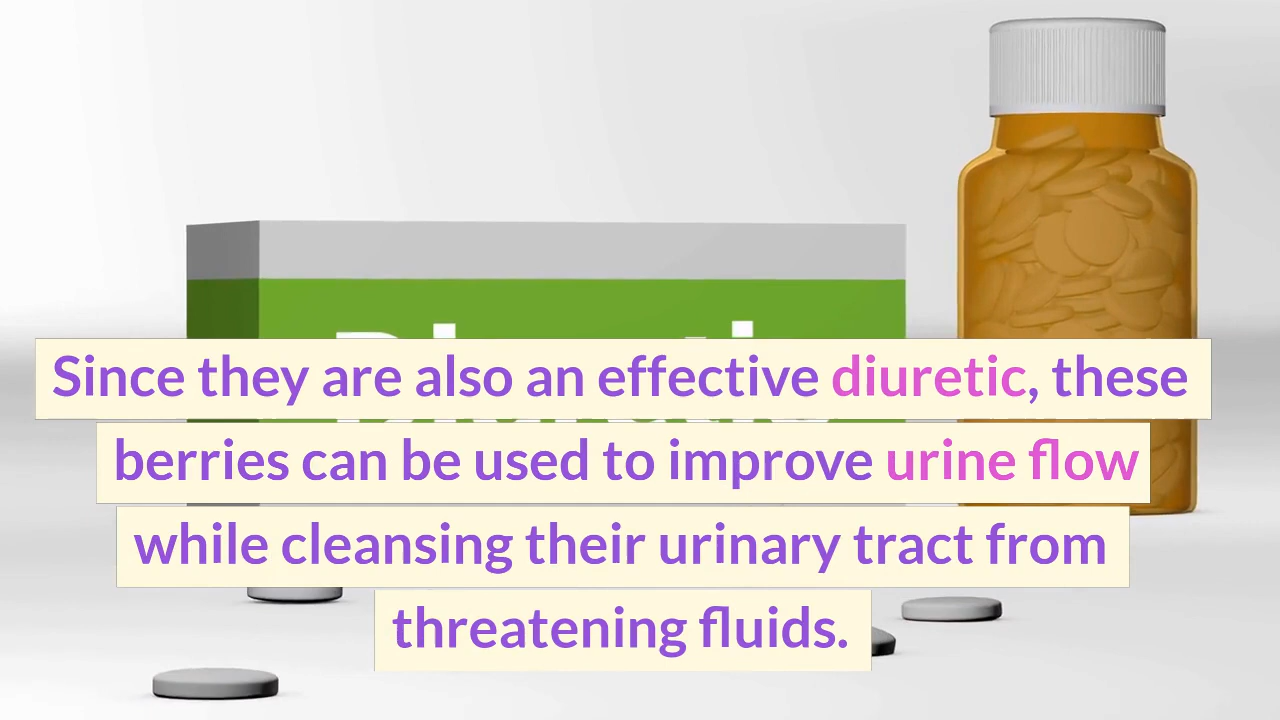 Since they are also an effective diuretic, these
berries can be used to improve urine flow
while cleansing their urinary tract from
threatening fluids.